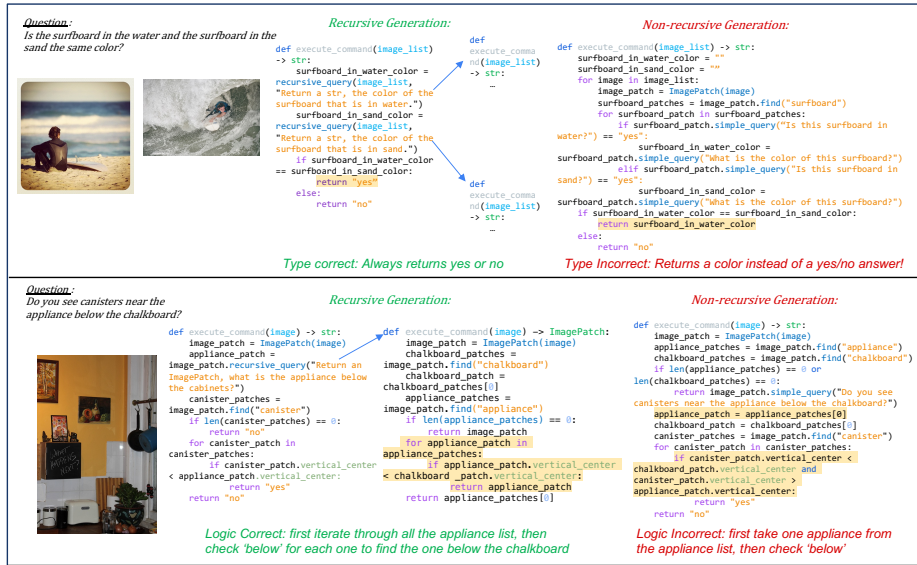 Question:
Is the surfboard in the water and the surfboard in the
sand the same color?
Recursive Generation:
def execute_command(image_list)
-> str:
surfboard_in_water_color =
recursive_query(image_list,
"Return a str, the color of the
surfboard that is in water.")
surfboard_in_sand_color =
recursive_query(image_list,
"Return a str, the color of the
surfboard that is in sand.")
if surfboard_in_water_color
== surfboard_in_sand_color:
return "yes"
else:
return "no"
def
execute_comma
nd(image_list)
-> str:
…
def
execute_comma
nd(image_list)
-> str:
…
Type correct: Always returns yes or no
Non-recursive Generation:
def execute_command(image_list) -> str:
surfboard_in_water_color = ""
surfboard_in_sand_color = ""
for image in image_list:
image_patch = ImagePatch(image)
surfboard_patches = image_patch.find("surfboard")
for surfboard_patch in surfboard_patches:
if surfboard_patch.simple_query("Is this surfboard in
water?") == "yes":
surfboard_in_water_color =
surfboard_patch.simple_query("What is the color of this surfboard?")
elif surfboard_patch.simple_query("Is this surfboard in
sand?") == "yes":
surfboard_in_sand_color =
surfboard_patch.simple_query("What is the color of this surfboard?")
if surfboard_in_water_color == surfboard_in_sand_color:
return surfboard_in_water_color
else:
return "no"
Type Incorrect: Returns a color instead of a yes/no answer!
Question:
Do you see canisters near the
appliance below the chalkboard?
Recursive Generation:
def execute_command(image) -> str:
image_patch = ImagePatch(image)
appliance_patch =
image_patch.recursive_query("Return an
ImagePatch, what is the appliance below
the cabinets?")
canister_patches =
image_patch.find("canister")
if len(canister_patches) == 0:
return "no"
for canister_patch in
canister_patches:
if canister_patch.vertical_center
< appliance_patch.vertical_center:
return "yes"
return "no"
def execute_command(image) -> ImagePatch:
image_patch = ImagePatch(image)
chalkboard_patches =
image_patch.find("chalkboard")
chalkboard_patch =
chalkboard_patches[0]
appliance_patches =
image_patch.find("appliance")
if len(appliance_patches) == 0:
return image_patch
for appliance_patch in
appliance_patches:
if appliance_patch.vertical_center
< chalkboard _patch.vertical_center:
return appliance_patch
return appliance_patches[0]
Logic Correct: first iterate through all the appliance list, then
check 'below' for each one to find the one below the chalkboard
Non-recursive Generation:
def execute_command(image) -> str:
image_patch = ImagePatch(image)
appliance_patches = image_patch.find("appliance")
chalkboard_patches = image_patch.find("chalkboard")
if len(appliance_patches) == 0 or
len(chalkboard_patches) == 0:
return image_patch.simple_query("Do you see
canisters near the appliance below the chalkboard?")
appliance_patch = appliance_patches[0]
chalkboard_patch = chalkboard_patches[0]
canister_patches = image_patch.find("canister")
for canister_patch in canister_patches:
if canister_patch.vertical_center <
chalkboard_patch.vertical_center and
canister_patch.vertical_center >
appliance_patch.vertical_center:
return "yes"
return "no"
Logic Incorrect: first take one appliance from
the appliance list, then check 'below'